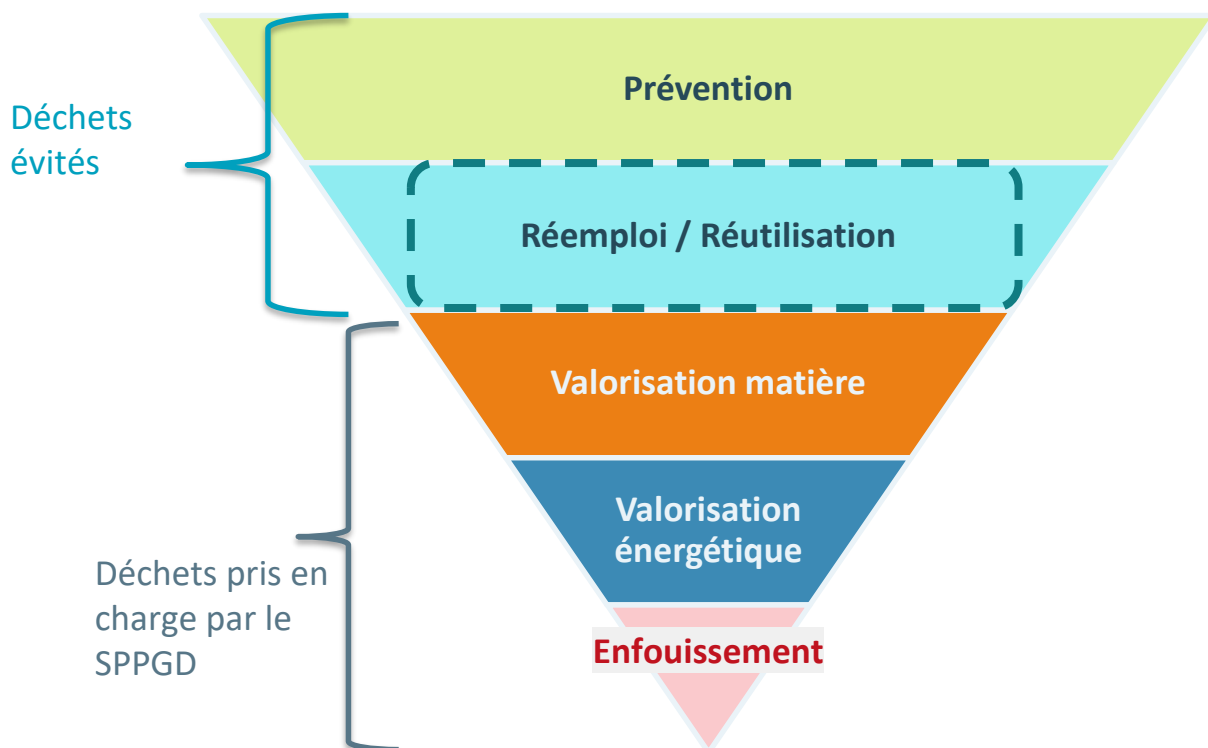 Prévention
Déchets
évités
Réemploi / Réutilisation
Valorisation matière
Valorisation
énergétique
Déchets pris en
charge par le
SPPGD
Enfouissement